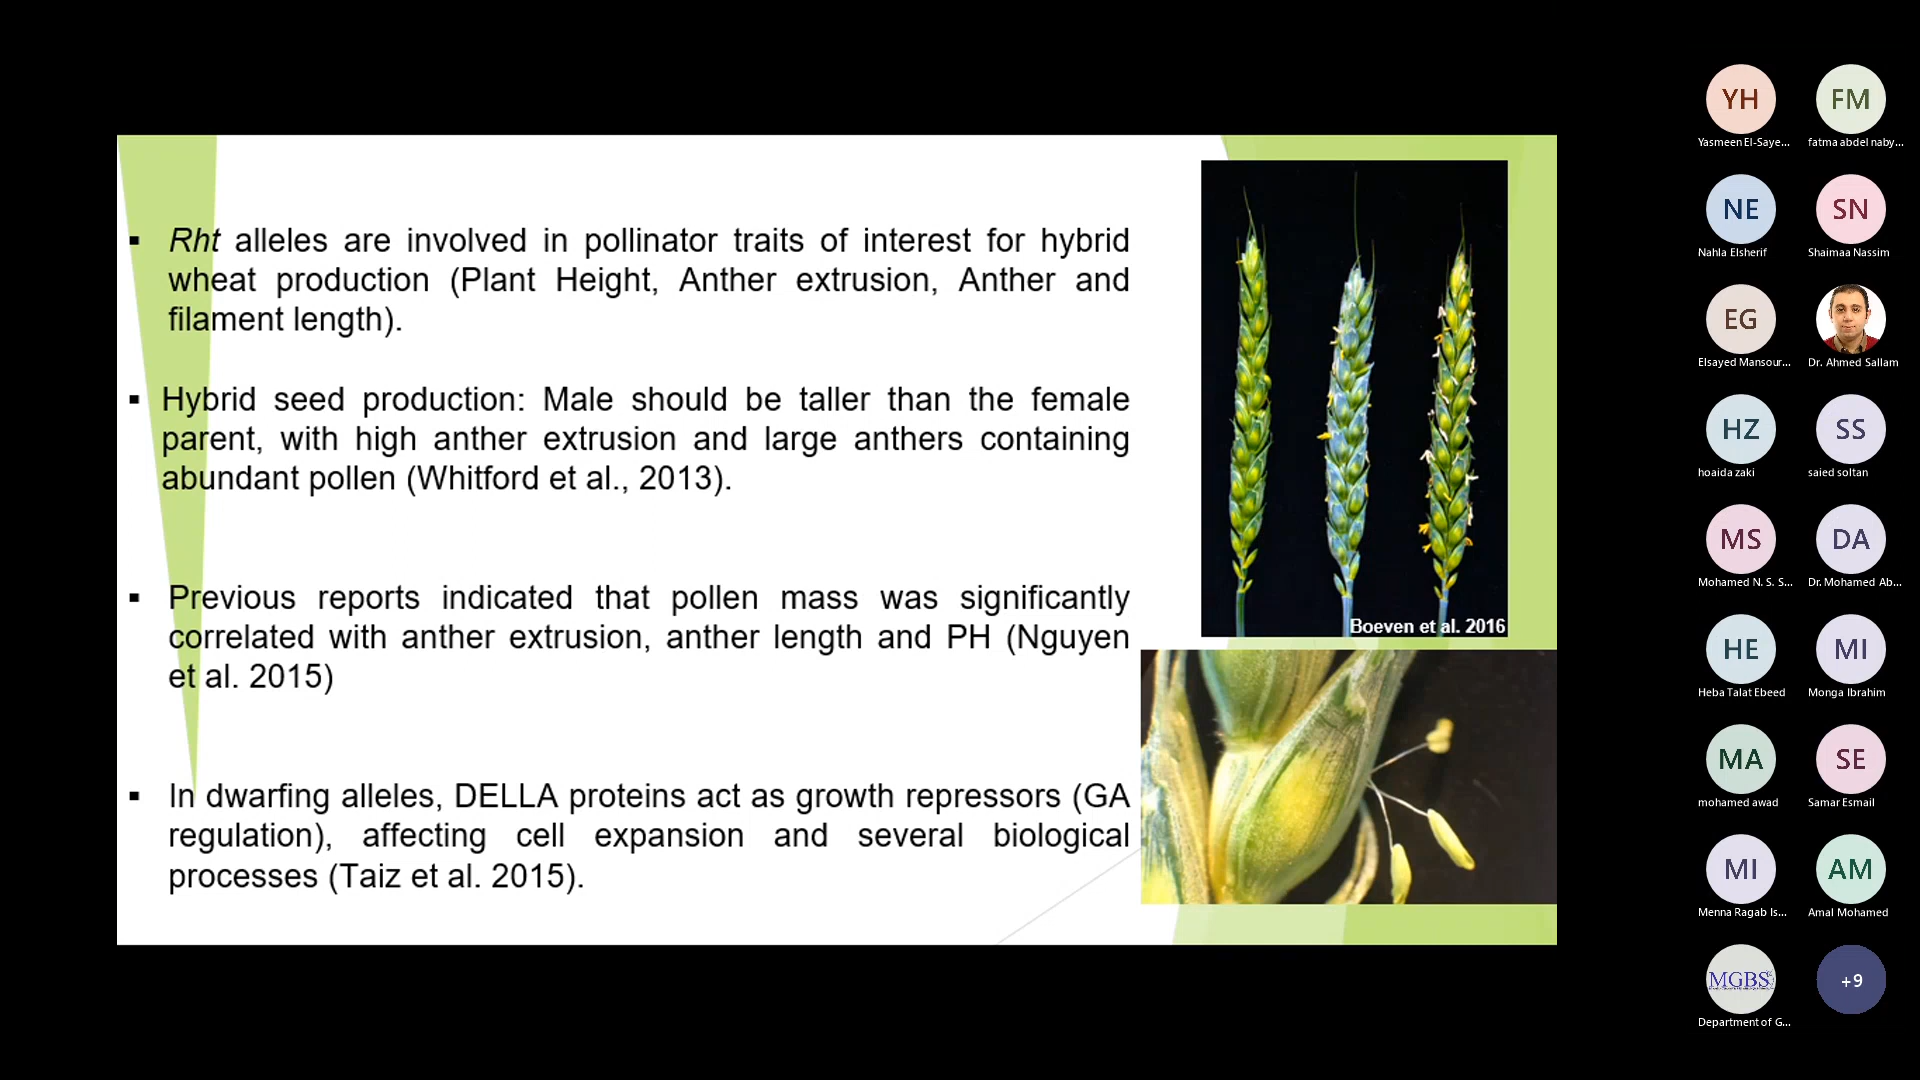 ▪ Rht alleles are involved in pollinator traits of interest for hybrid
wheat production (Plant Height, Anther extrusion, Anther and
filament length).
▪ Hybrid seed production: Male should be taller than the female
parent, with high anther extrusion and large anthers containing
abundant pollen (Whitford et al., 2013).
▪ Previous reports indicated that pollen mass was significantly
correlated with anther extrusion, anther length and PH (Nguyen
et al. 2015)
▪ In dwarfing alleles, DELLA proteins act as growth repressors (GA
regulation), affecting cell expansion and several biological
processes (Taiz et al. 2015).
Boeven et al. 2016
YH
Yasmeen El-Saye...
FM
fatma abdel naby...
NE
Nahla Elsherif
SN
Shaimaa Nassim
EG
Elsayed Mansour...
Dr. Ahmed Sallam
HZ
hoaida zaki
SS
saied soltan
MS
Mohamed N. S. S...
DA
Dr. Mohamed Ab...
HE
Heba Talat Ebeed
MI
Monga Ibrahim
MA
mohamed awad
SE
Samar Esmail
MI
Menna Ragab Is...
AM
Amal Mohamed
MGBS
Department of G...
+9